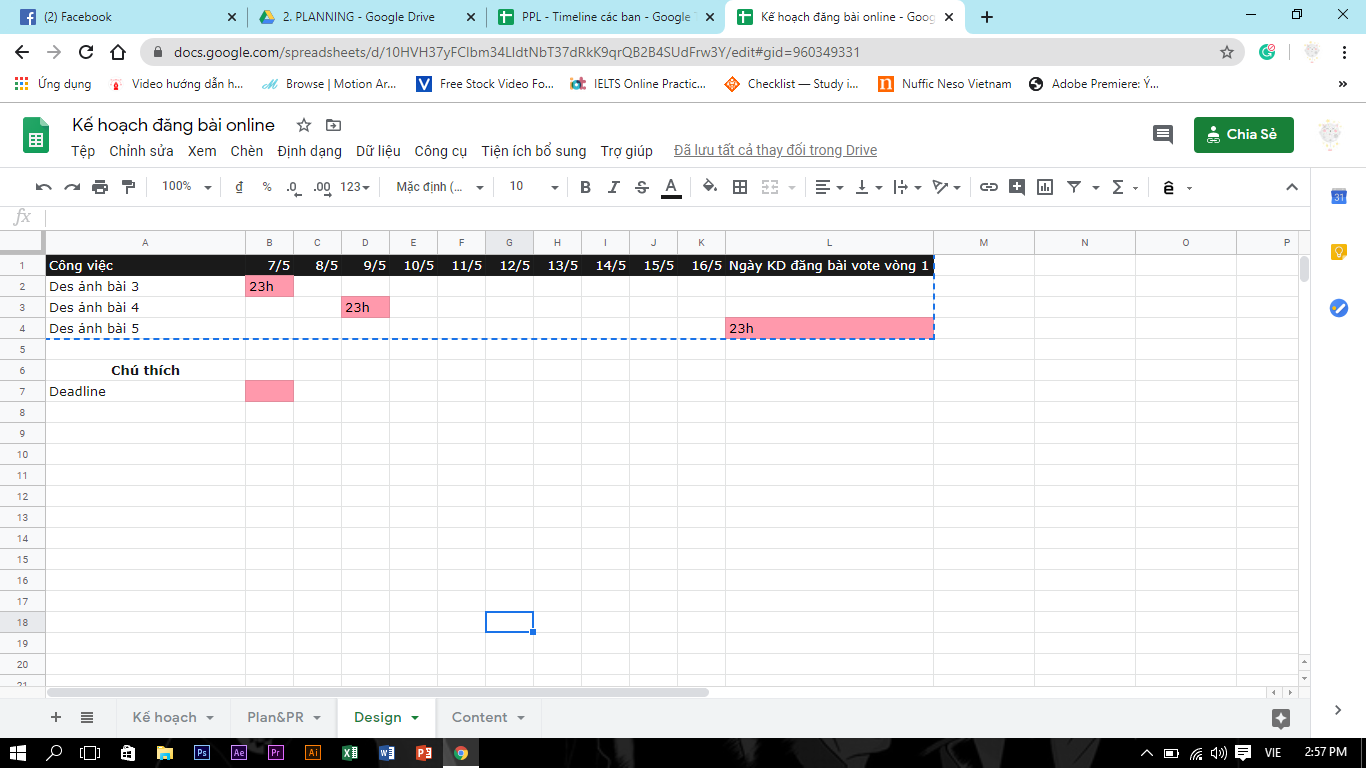 (2) Facebook
2. PLANNING - Google Drive
PPL - Timeline các ban - Google
Kế hoạch đăng bài online - Goog
docs.google.com/spreadsheets/d/10HVH37yFClbm34LIdtNbT37dRkK9qrQB2B4SUdFrw3Y/edit#gid=960349331
Ứng dụng
Video hướng dẫn h...
Browse | Motion Ar...
Free Stock Video Fo...
IELTS Online Practic...
Checklist — Study i...
Nuffic Neso Vietnam
Adobe Premiere: Ý...
»
Kế hoạch đăng bài online
Tệp Chỉnh sửa Xem Chèn Định dạng Dữ liệu Công cụ Tiện ích bổ sung Trợ giúp Đã lưu tất cả thay đổi trong Drive
Chia Sẻ
100% đ % .0 .00 123 Mặc định (... 10 B I S A Σ ê
31
fx
A B C D E F G H I J K L M N O P
1 Công việc 7/5 8/5 9/5 10/5 11/5 12/5 13/5 14/5 15/5 16/5 Ngày KD đăng bài vote vòng 1
2 Des ảnh bài 3 23h
3 Des ảnh bài 4 23h
4 Des ảnh bài 5 23h
5
6 Chú thích
7 Deadline
8
9
10
11
12
13
14
15
16
17
18
19
20
21
Kế hoạch Plan&PR Design Content
Ps Ae Pr Ai VIE 2:57 PM